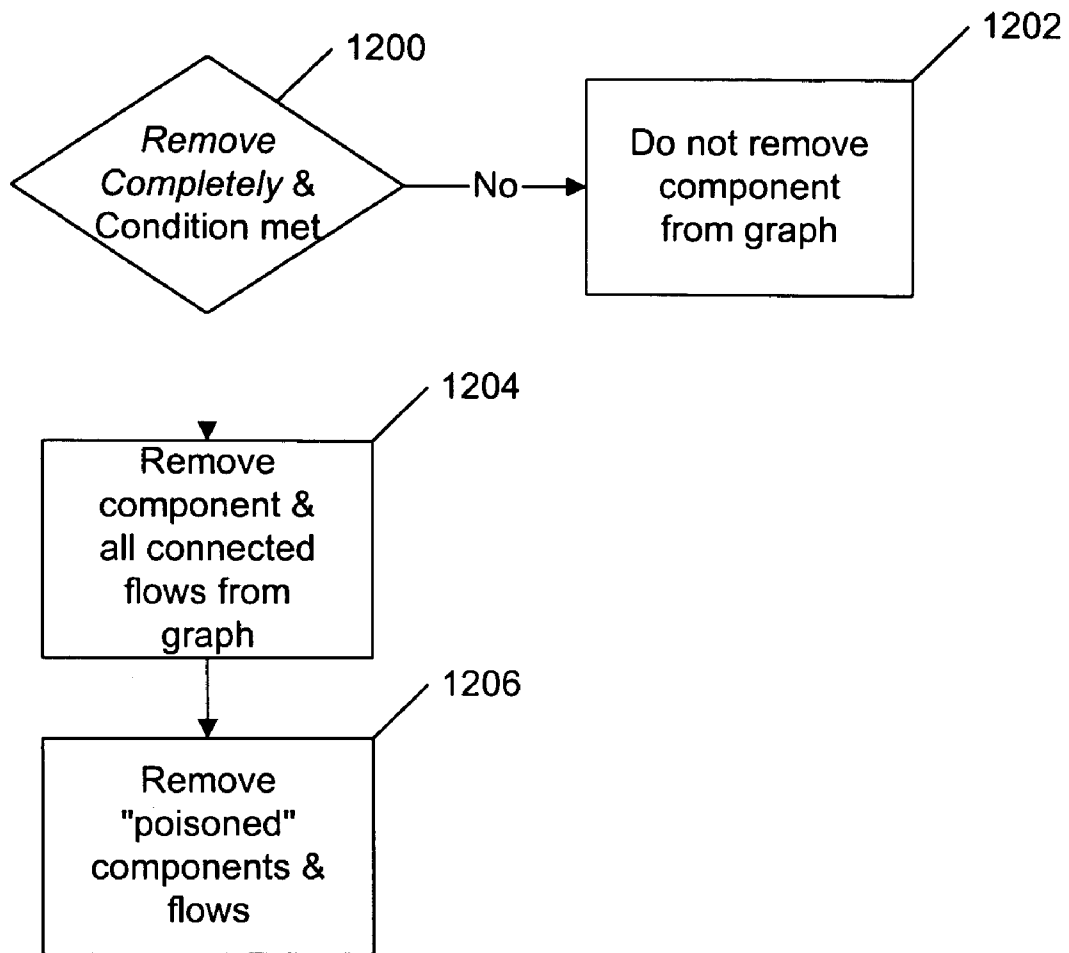 1200
1202
Remove
Completely &
Condition met
No
Do not remove
component
from graph
1204
Remove
component &
all connected
flows from
graph
1206
Remove
"poisoned"
components &
flows